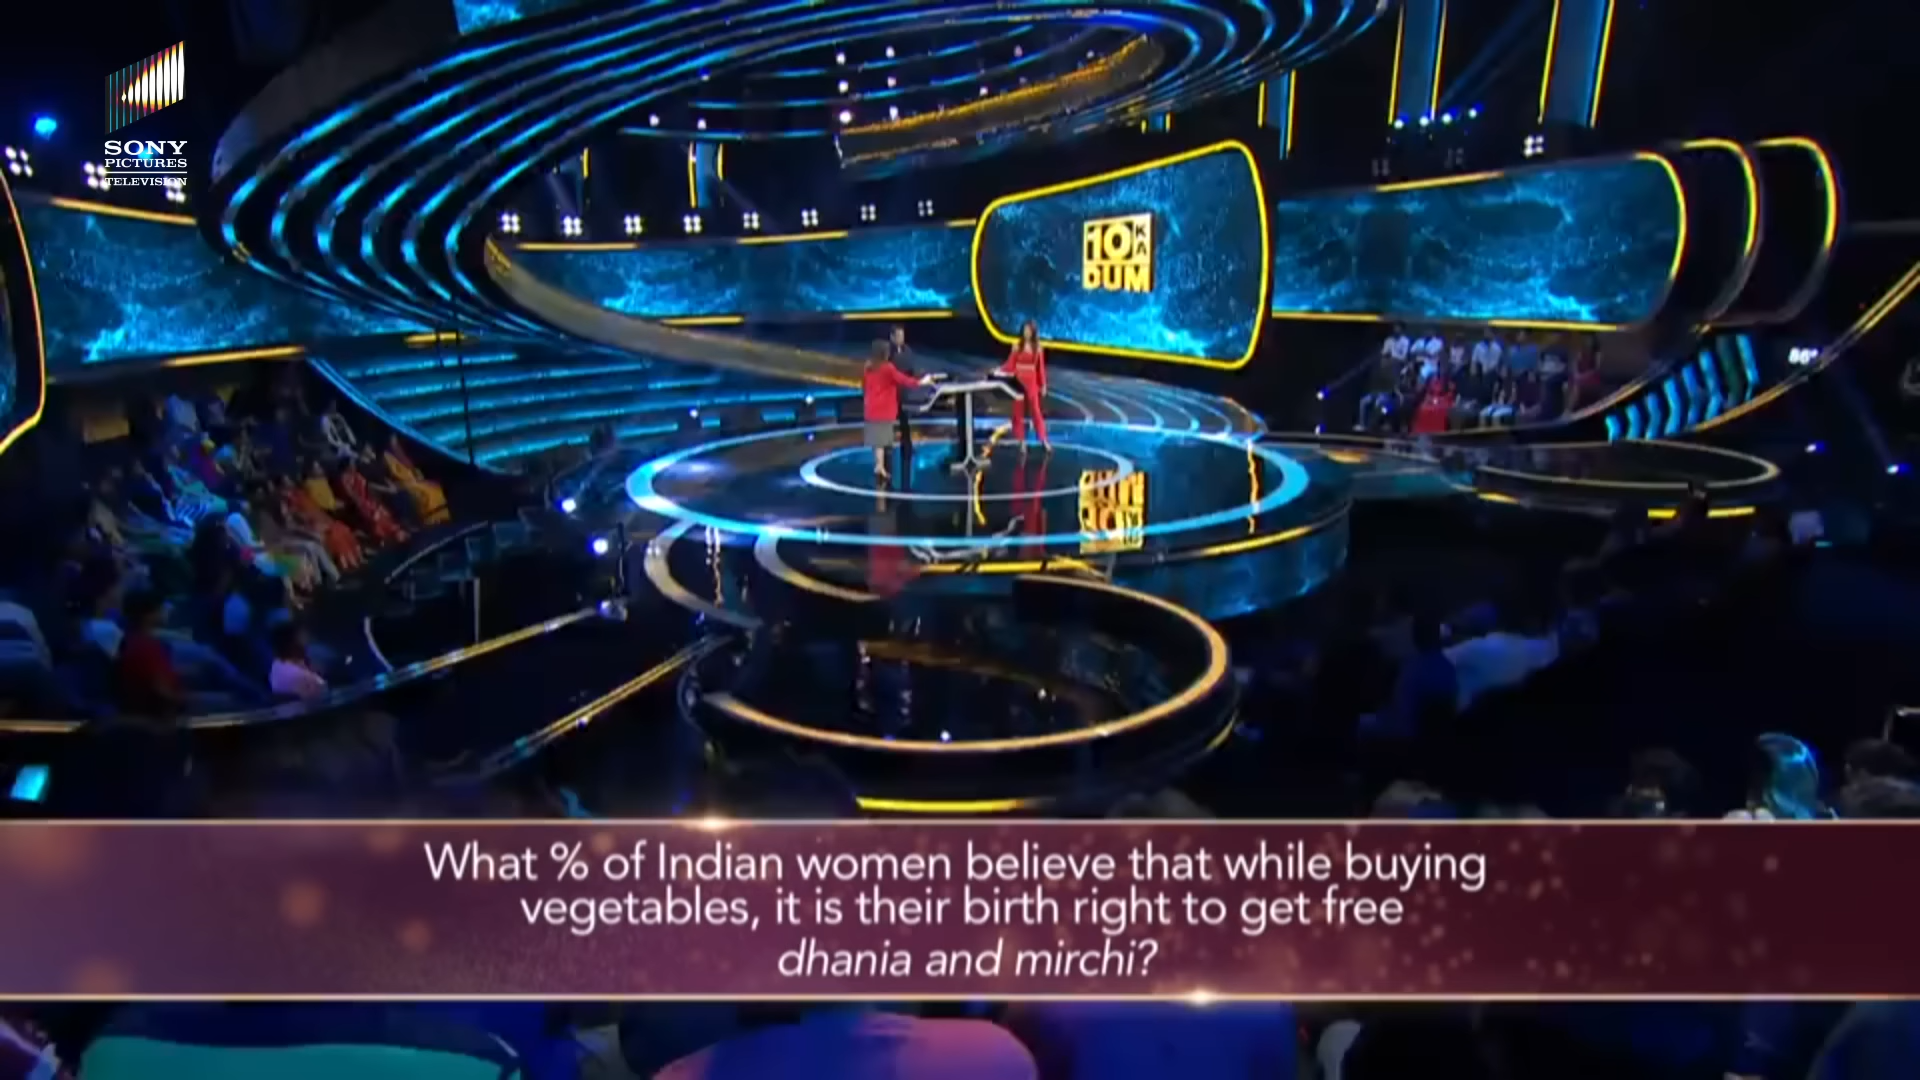 SONY
PICTURES
TELEVISION
10 KA
DUM
86°
What % of Indian women believe that while buying
vegetables, it is their birth right to get free
dhania and mirchi?